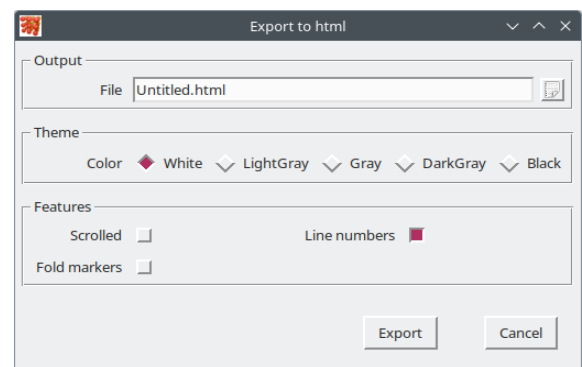 Export to html
Output
File Untitled.html
Theme
Color White LightGray Gray DarkGray Black
Features
Scrolled Line numbers
Fold markers
Export Cancel